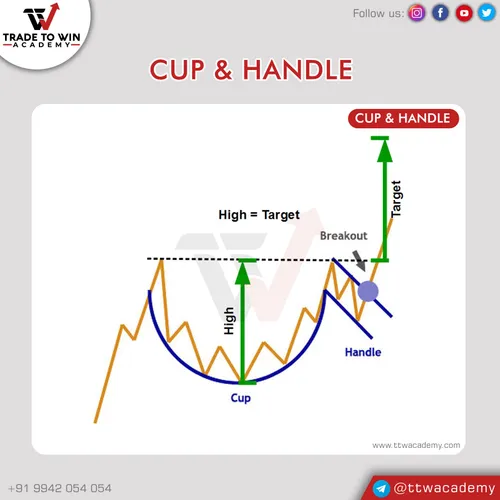 TRADE TO WIN
ACADEMY
Follow us:
CUP & HANDLE
CUP & HANDLE
High = Target
Target
Breakout
High
Handle
Cup
www.ttwacademy.com
+91 9942 054 054
@ttwacademy